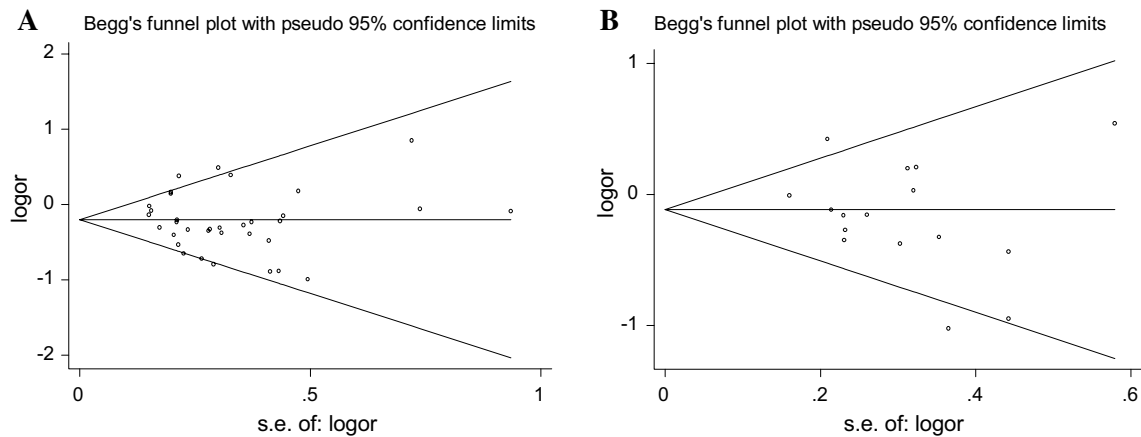 A Begg's funnel plot with pseudo 95% confidence limits
2
1
0
-1
-2
logor
0 .5 1
s.e. of: logor
B Begg's funnel plot with pseudo 95% confidence limits
1
0
-1
logor
0 .2 .4 .6
s.e. of: logor